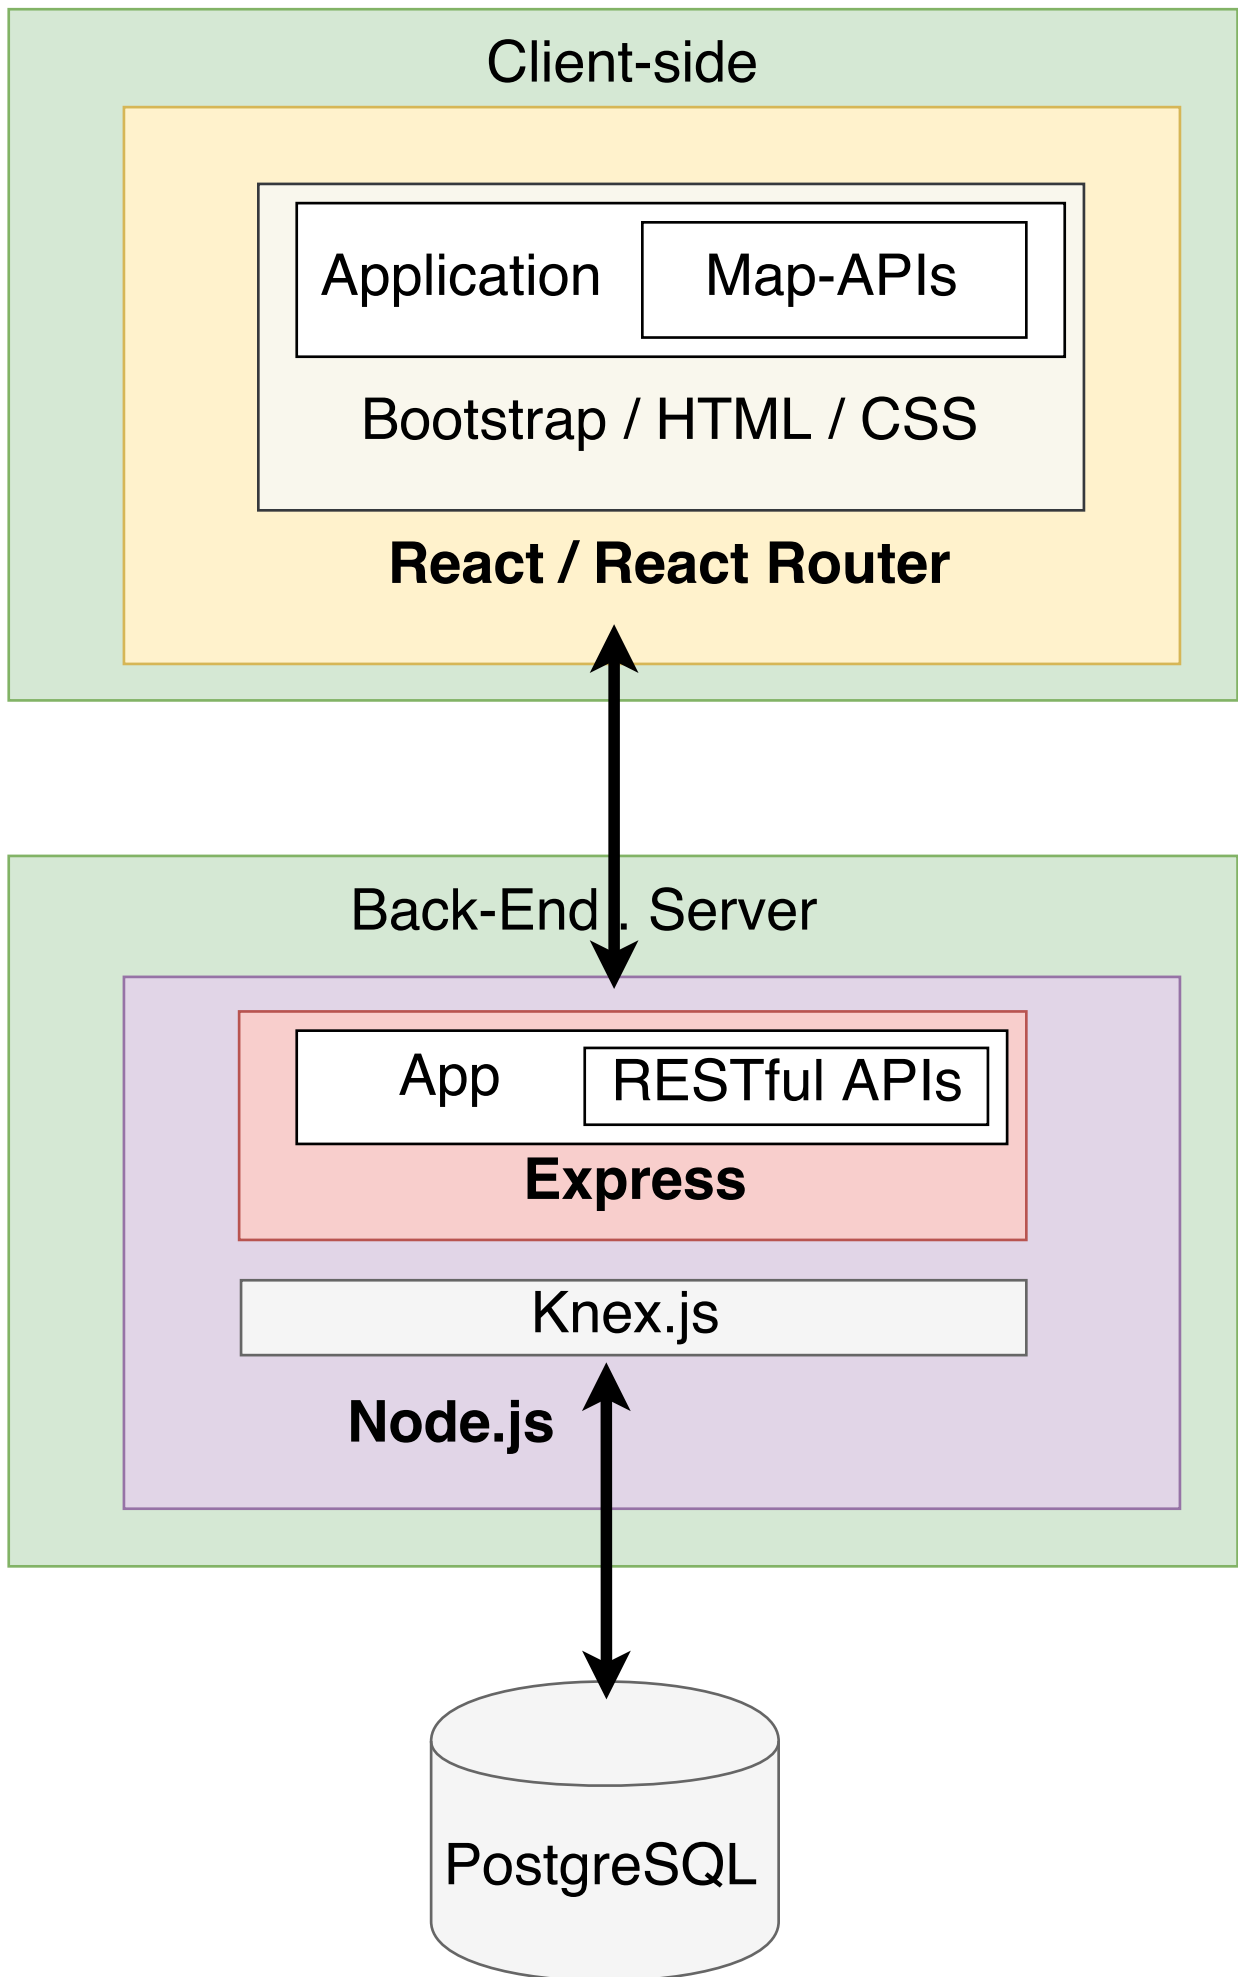 Client-side
Application
Map-APIs
Bootstrap / HTML / CSS
React / React Router
Back-End . Server
App
RESTful APIs
Express
Knex.js
Node.js
PostgreSQL